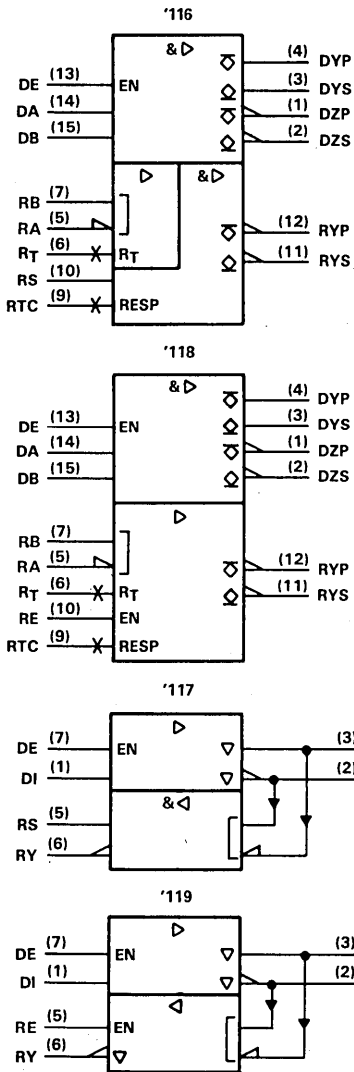 '116
& ▷
DE (13) EN
DA (14)
DB (15)
(4) DYP
(3) DYS
(1) DZP
(2) DZS
▷ & ▷
RB (7)
RA (5)
RT (6) RT
RS (10)
RTC (9) RESP
(12) RYP
(11) RYS
'118
& ▷
DE (13) EN
DA (14)
DB (15)
(4) DYP
(3) DYS
(1) DZP
(2) DZS
▷
RB (7)
RA (5)
RT (6) RT
RE (10) EN
RTC (9) RESP
(12) RYP
(11) RYS
'117
▷
DE (7) EN ▽ (3)
DI (1) ▽ (2)
& ◁
RS (5)
RY (6)
'119
▷
DE (7) EN ▽ (3)
DI (1) ▽ (2)
◁
RE (5) EN
RY (6) ▽